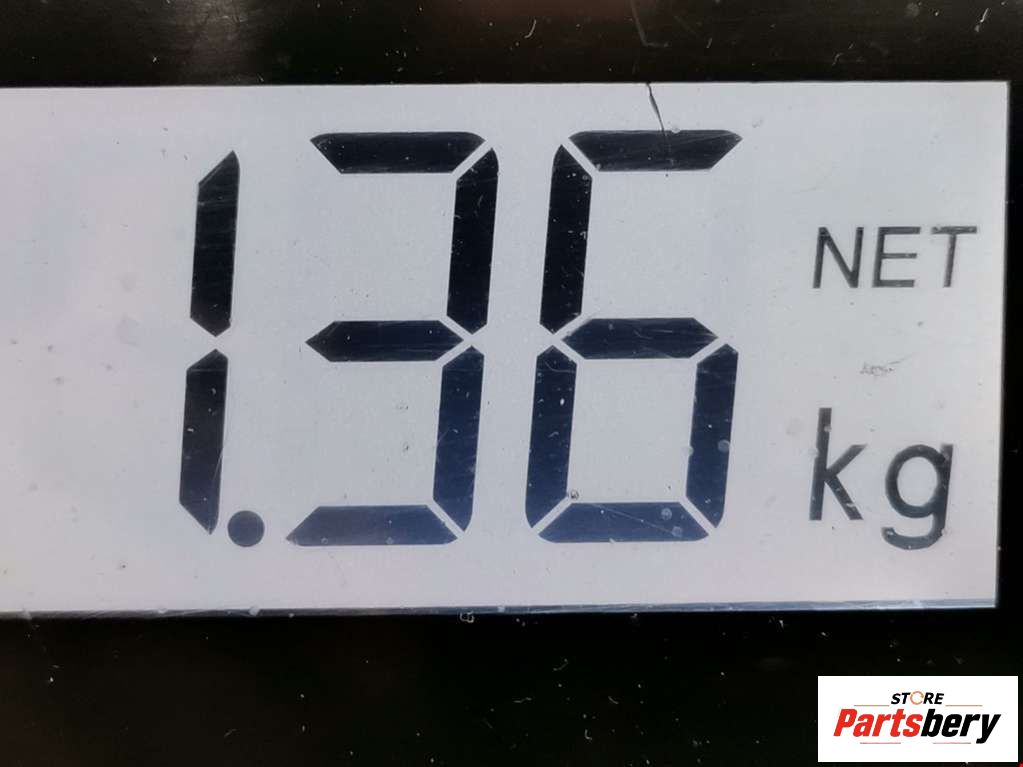 1.36
NET
kg
STORE
Partsbery